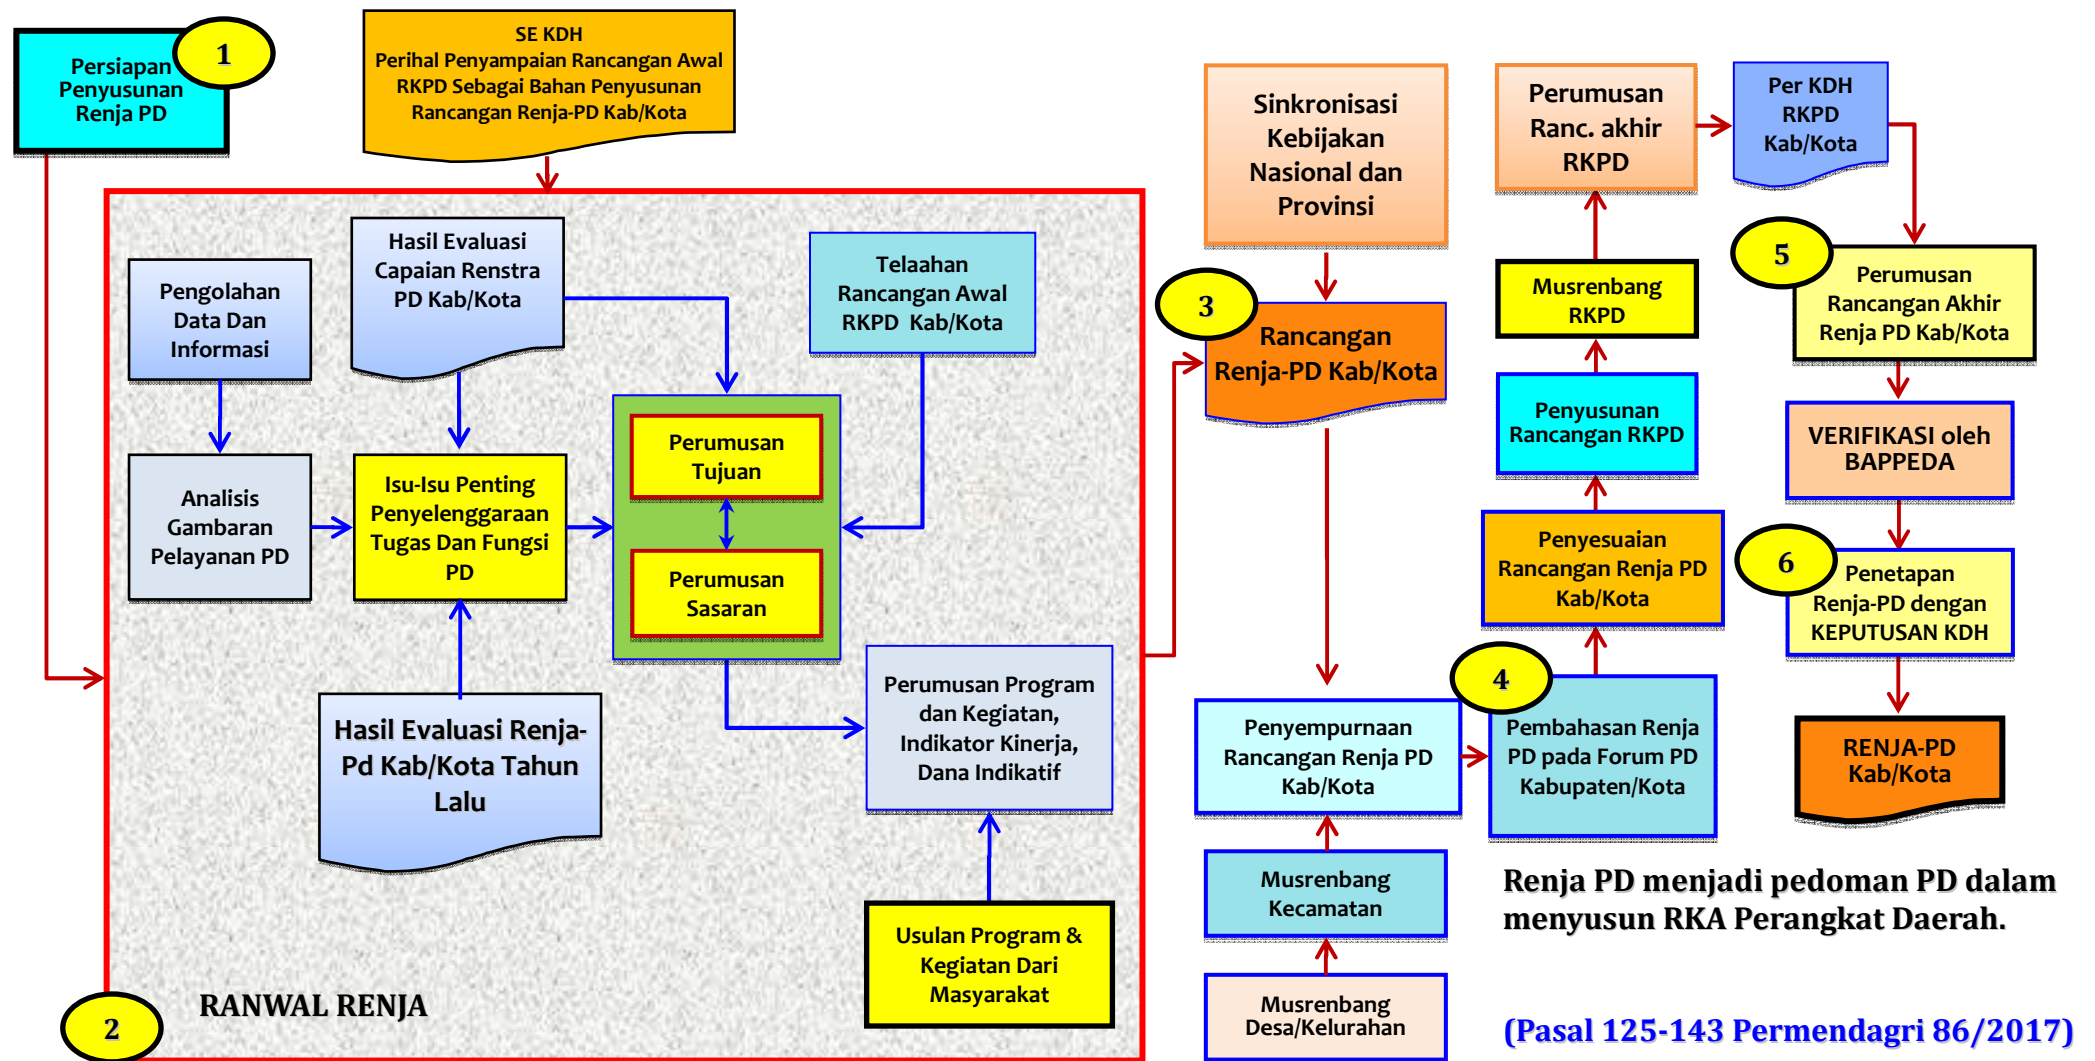 1
Persiapan
Penyusunan
Renja PD
SE KDH
Perihal Penyampaian Rancangan Awal
RKPD Sebagai Bahan Penyusunan
Rancangan Renja-PD Kab/Kota
Pengolahan
Data Dan
Informasi
Hasil Evaluasi
Capaian Renstra
PD Kab/Kota
Telaahan
Rancangan Awal
RKPD Kab/Kota
Analisis
Gambaran
Pelayanan PD
Isu-Isu Penting
Penyelenggaraan
Tugas Dan Fungsi
PD
Perumusan
Tujuan
Perumusan
Sasaran
Hasil Evaluasi Renja-
Pd Kab/Kota Tahun
Lalu
Perumusan Program
dan Kegiatan,
Indikator Kinerja,
Dana Indikatif
Usulan Program &
Kegiatan Dari
Masyarakat
2
RANWAL RENJA
Sinkronisasi
Kebijakan
Nasional dan
Provinsi
3
Rancangan
Renja-PD Kab/Kota
Penyempurnaan
Rancangan Renja PD
Kab/Kota
Musrenbang
Kecamatan
Musrenbang
Desa/Kelurahan
4
Pembahasan Renja
PD pada Forum PD
Kabupaten/Kota
Penyesuaian
Rancangan Renja PD
Kab/Kota
Penyusunan
Rancangan RKPD
Musrenbang
RKPD
Perumusan
Ranc. akhir
RKPD
Per KDH
RKPD
Kab/Kota
5
Perumusan
Rancangan Akhir
Renja PD Kab/Kota
VERIFIKASI oleh
BAPPEDA
6
Penetapan
Renja-PD dengan
KEPUTUSAN KDH
RENJA-PD
Kab/Kota
Renja PD menjadi pedoman PD dalam
menyusun RKA Perangkat Daerah.
(Pasal 125-143 Permendagri 86/2017)